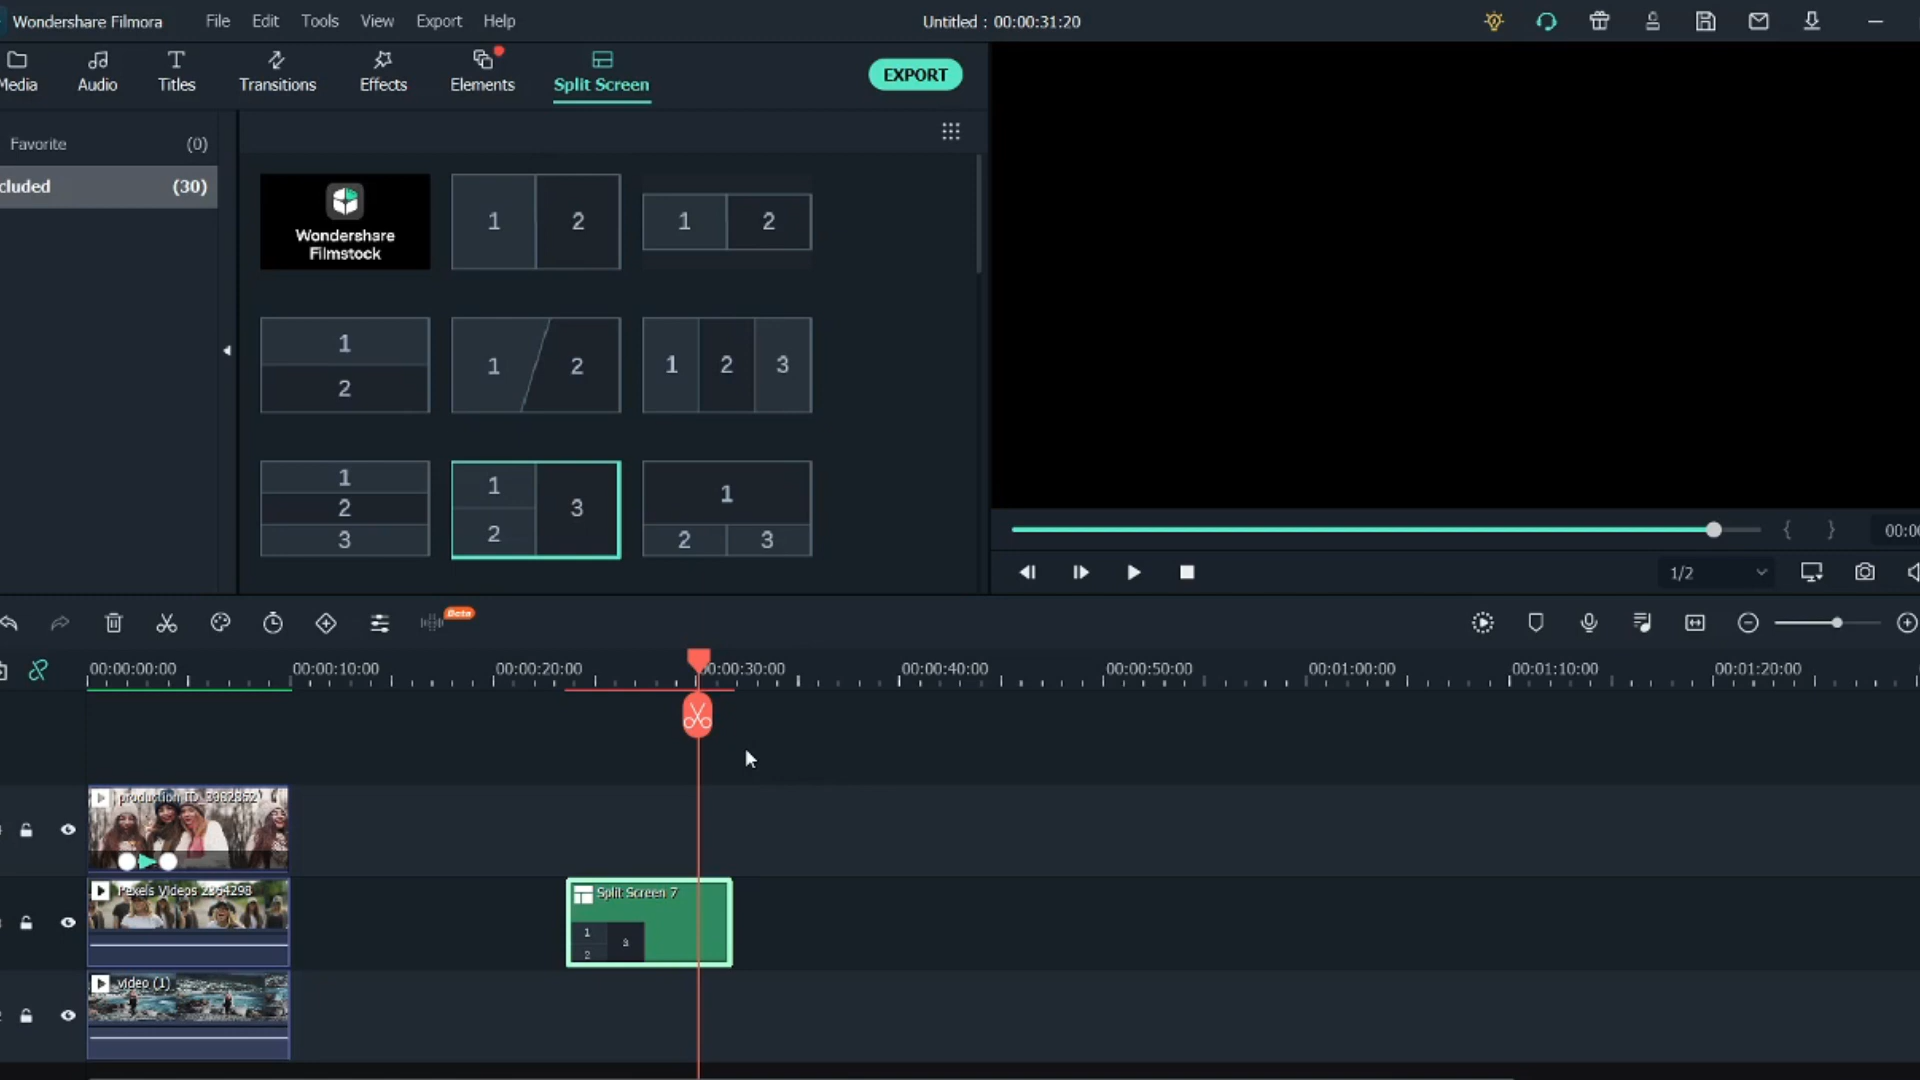 Wondershare Filmora File Edit Tools View Export Help Untitled : 00:00:31:20
Media Audio Titles Transitions Effects Elements Split Screen EXPORT
Favorite (0)
cluded (30)
Wondershare
Filmstock
1 2
1 2
1
2
1 2
1 2 3
1
2
3
1
2
3
1
2 3
1/2
00:00
Beta
00:00:00:00 00:00:10:00 00:00:20:00 00:00:30:00 00:00:40:00 00:00:50:00 00:01:00:00 00:01:10:00 00:01:20:00
production ID_3982852
Pexels Videos 2364298
Split Screen 7
1
2
3
video (1)